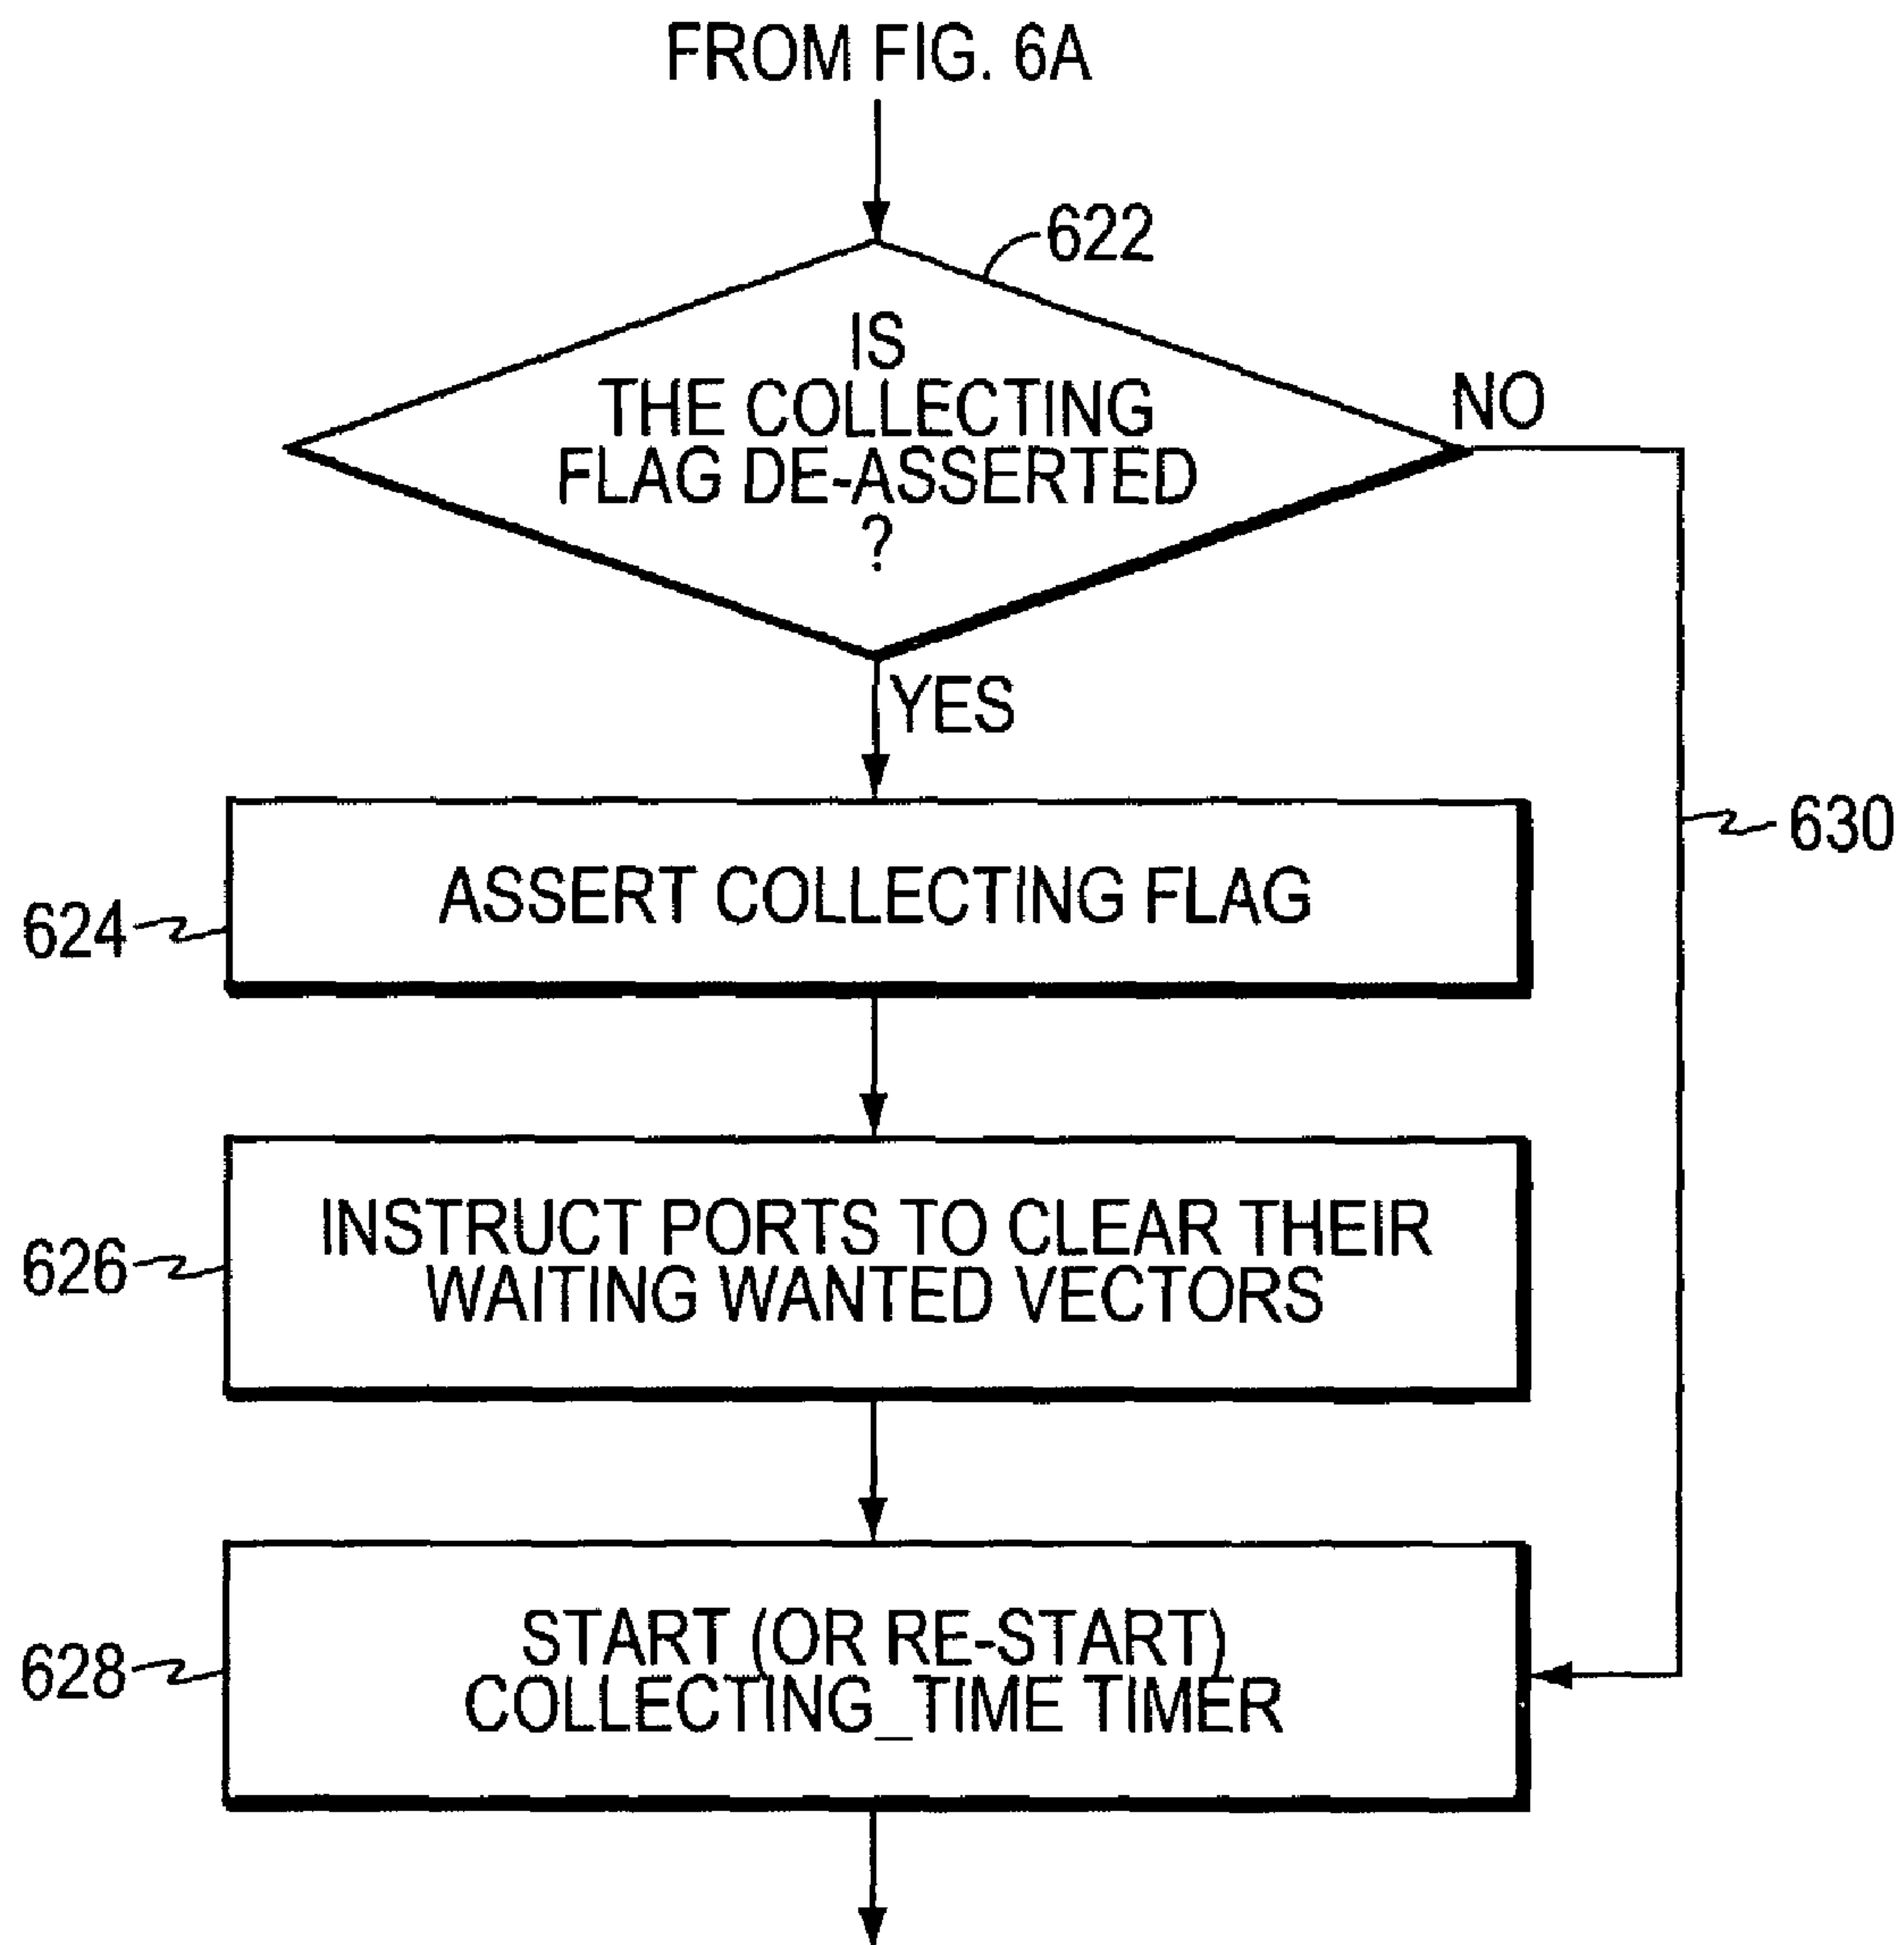 FROM FIG. 6A
622
IS
THE COLLECTING
FLAG DE-ASSERTED
?
NO
YES
630
ASSERT COLLECTING FLAG
624
INSTRUCT PORTS TO CLEAR THEIR
WAITING WANTED VECTORS
626
START (OR RE-START)
COLLECTING_TIME TIMER
628